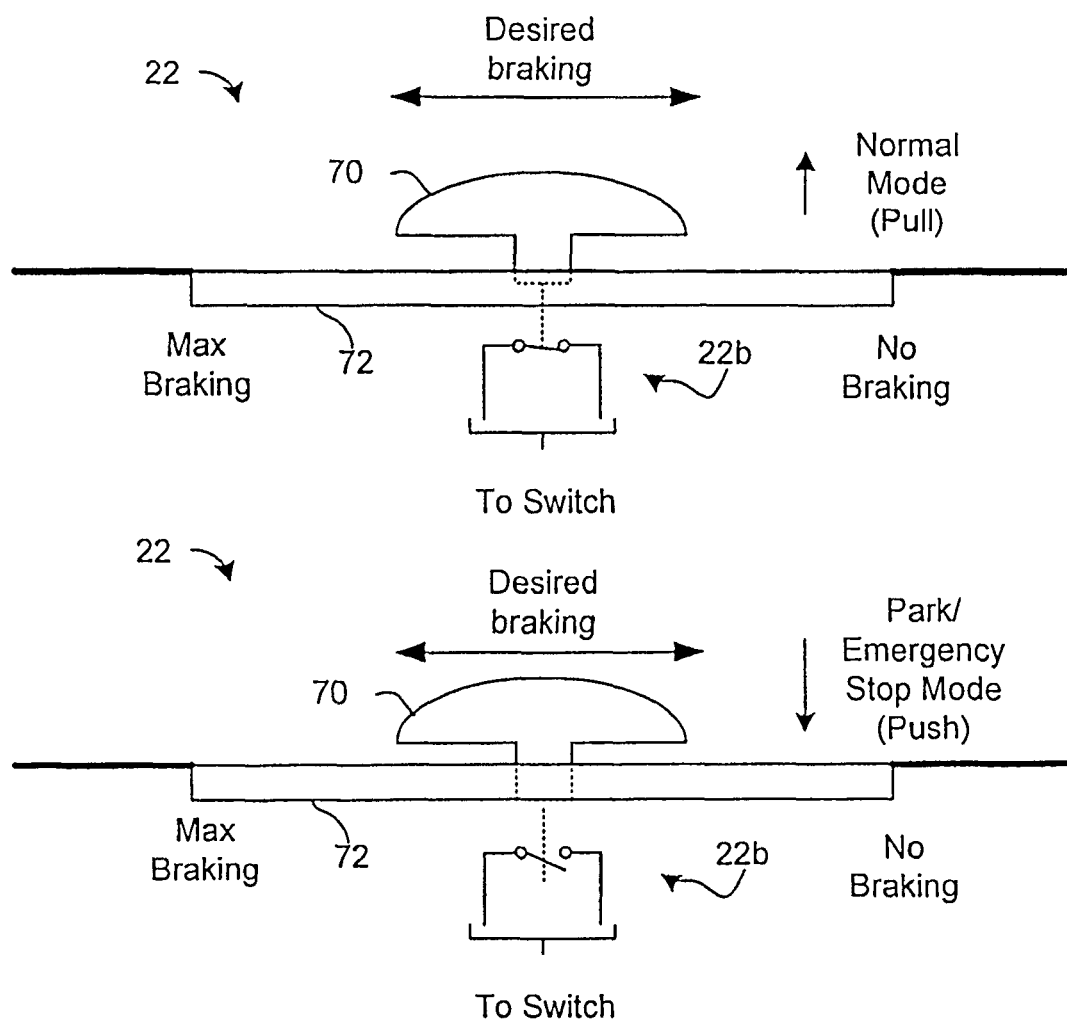 Desired
braking
22
70
Normal
Mode
(Pull)
Max
Braking
72
22b
No
Braking
To Switch
22
Desired
braking
70
Park/
Emergency
Stop Mode
(Push)
Max
Braking
72
22b
No
Braking
To Switch